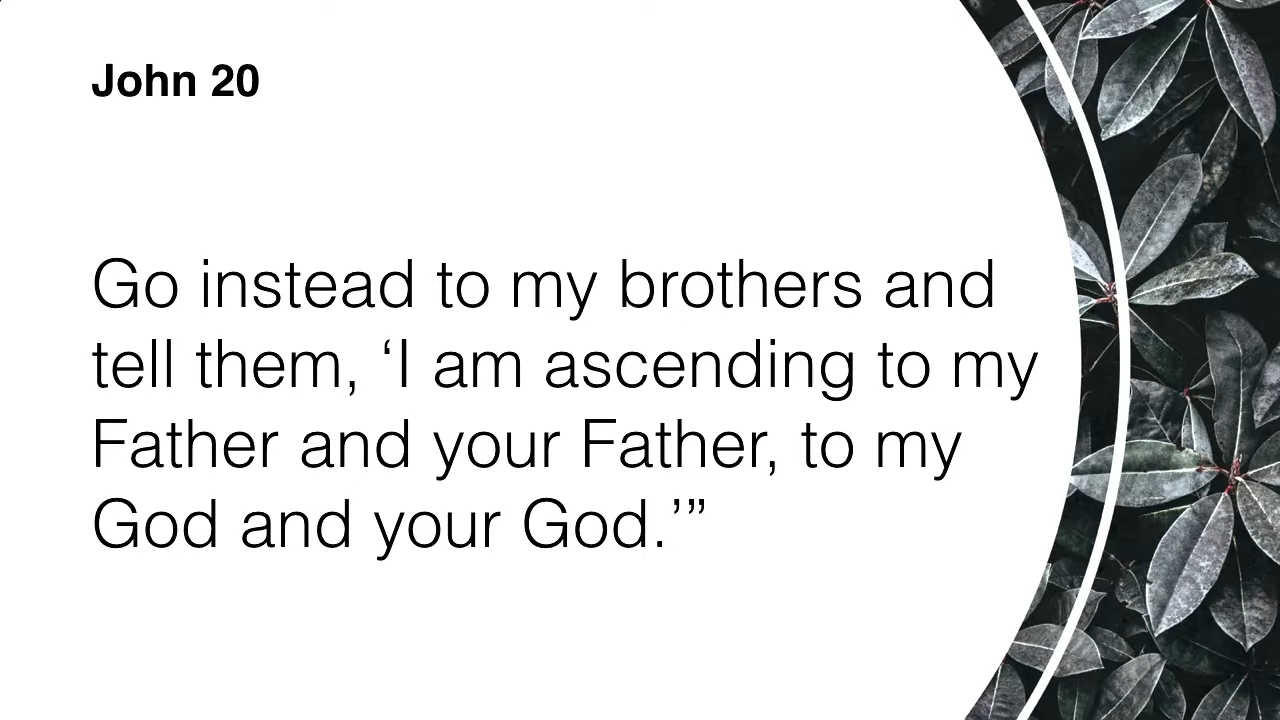 John 20
Go instead to my brothers and
tell them, ‘I am ascending to my
Father and your Father, to my
God and your God.’”